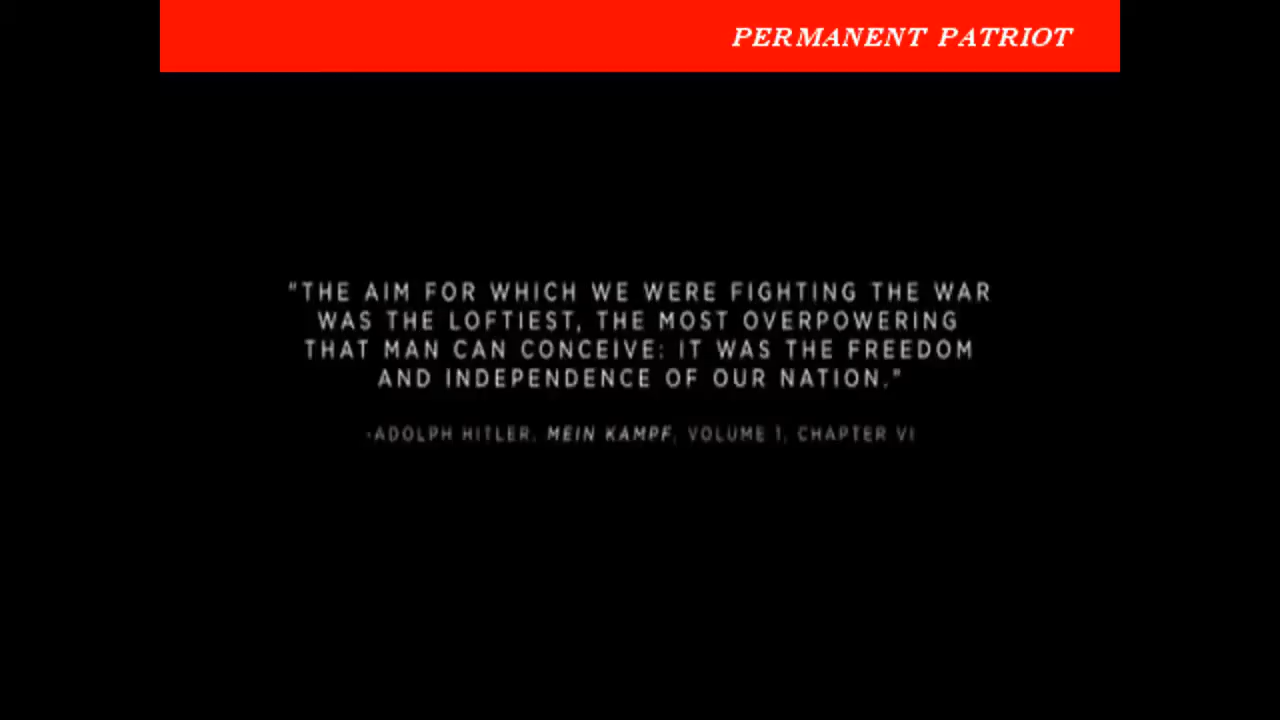 PERMANENT PATRIOT
"THE AIM FOR WHICH WE WERE FIGHTING THE WAR
WAS THE LOFTIEST, THE MOST OVERPOWERING
THAT MAN CAN CONCEIVE: IT WAS THE FREEDOM
AND INDEPENDENCE OF OUR NATION."
-ADOLPH HITLER, MEIN KAMPF, VOLUME 1, CHAPTER VI